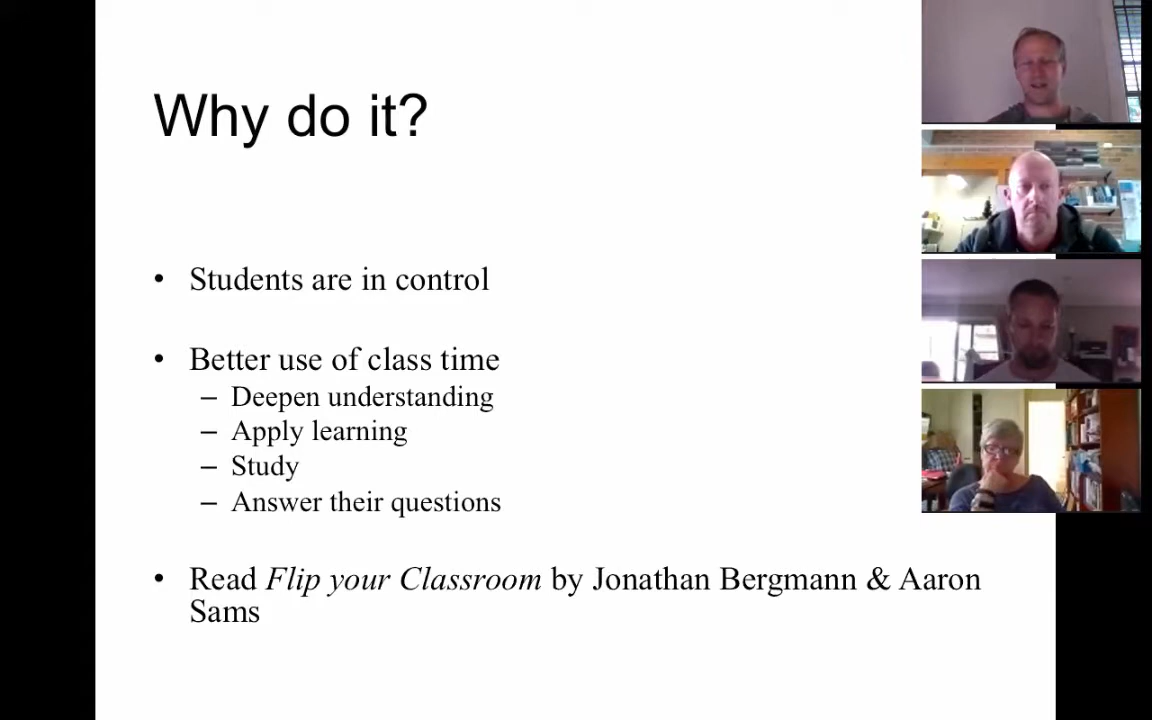 Why do it?
• Students are in control
• Better use of class time
– Deepen understanding
– Apply learning
– Study
– Answer their questions
• Read Flip your Classroom by Jonathan Bergmann & Aaron
Sams